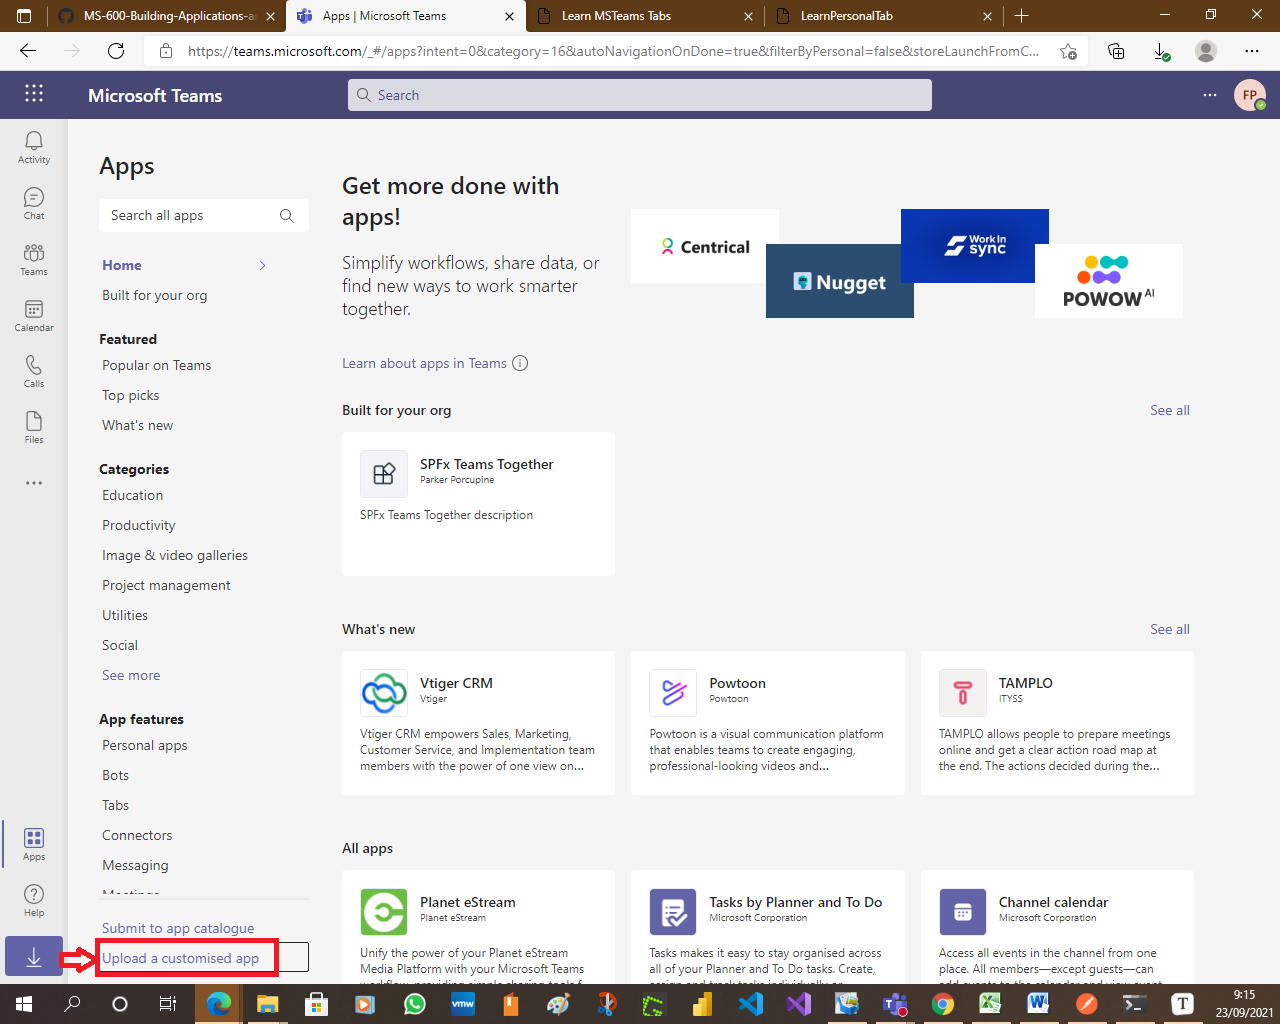 MS-600-Building-Applications-a
Apps | Microsoft Teams
Learn MSTeams Tabs
LearnPersonalTab
https://teams.microsoft.com/_#/apps?intent=0&category=16&autoNavigationOnDone=true&filterByPersonal=false&storeLaunchFromC...
Microsoft Teams
Search
FP
Activity
Chat
Teams
Calendar
Calls
Files
Apps
Help
Apps
Search all apps
Home
Built for your org
Featured
Popular on Teams
Top picks
What's new
Categories
Education
Productivity
Image & video galleries
Project management
Utilities
Social
See more
App features
Personal apps
Bots
Tabs
Connectors
Messaging
Meetings
Submit to app catalogue
Upload a customised app
Get more done with
apps!
Simplify workflows, share data, or
find new ways to work smarter
together.
Learn about apps in Teams
Centrical
Nugget
Work In
sync
POWOW AI
Built for your org
See all
SPFx Teams Together
Parker Porcupine
SPFx Teams Together description
What's new
See all
Vtiger CRM
Vtiger
Vtiger CRM empowers Sales, Marketing,
Customer Service, and Implementation team
members with the power of one view on...
Powtoon
Powtoon
Powtoon is a visual communication platform
that enables teams to create engaging,
professional-looking videos and...
TAMPLO
ITYSS
TAMPLO allows people to prepare meetings
online and get a clear action road map at
the end. The actions decided during the...
All apps
Planet eStream
Planet eStream
Unify the power of your Planet eStream
Media Platform with your Microsoft Teams
Tasks by Planner and To Do
Microsoft Corporation
Tasks makes it easy to stay organised across
all of your Planner and To Do tasks. Create,
Channel calendar
Microsoft Corporation
Access all events in the channel from one
place. All members—except guests—can
vmw
T
9:15
23/09/2021